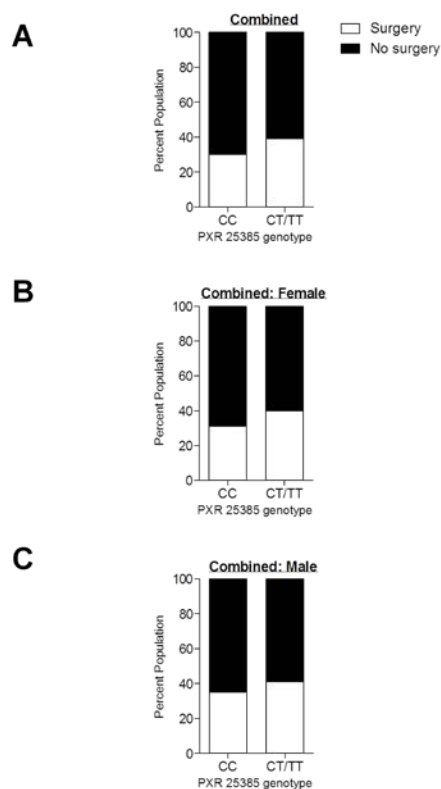 A
Combined
Surgery
No surgery
Percent Population
100
80
60
40
20
0
CC CT/TT
PXR 25385 genotype
B
Combined: Female
Percent Population
100
80
60
40
20
0
CC CT/TT
PXR 25385 genotype
C
Combined: Male
Percent Population
100
80
60
40
20
0
CC CT/TT
PXR 25385 genotype